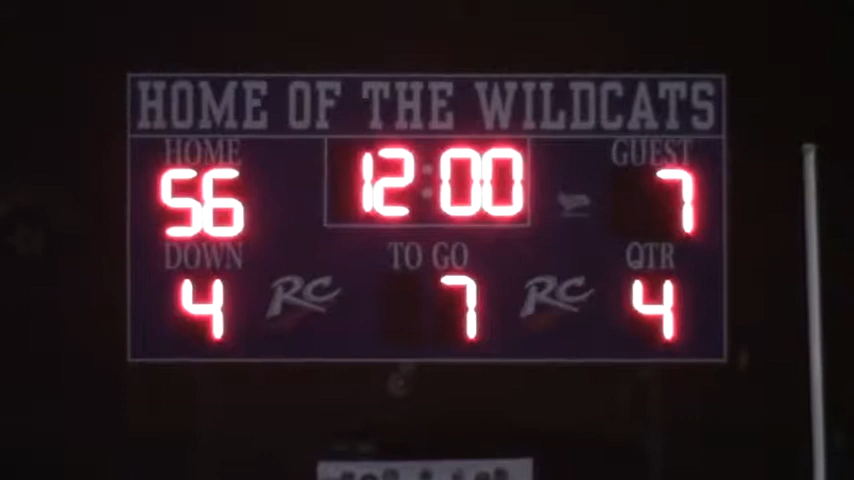 HOME OF THE WILDCATS
HOME 12:00 GUEST
56 7
DOWN TO GO QTR
4 RC 7 RC 4